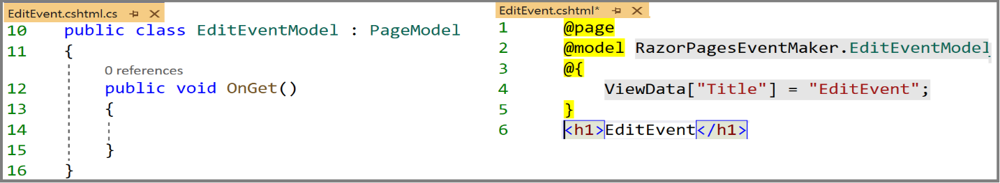 EditEvent.cshtml.cs
10 public class EditEventModel : PageModel
11 {
0 references
12 public void OnGet()
13 {
14
15 }
16 }
EditEvent.cshtml*
1 @page
2 @model RazorPagesEventMaker.EditEventModel
3 @{
4 ViewData["Title"] = "EditEvent";
5 }
6 <h1>EditEvent</h1>